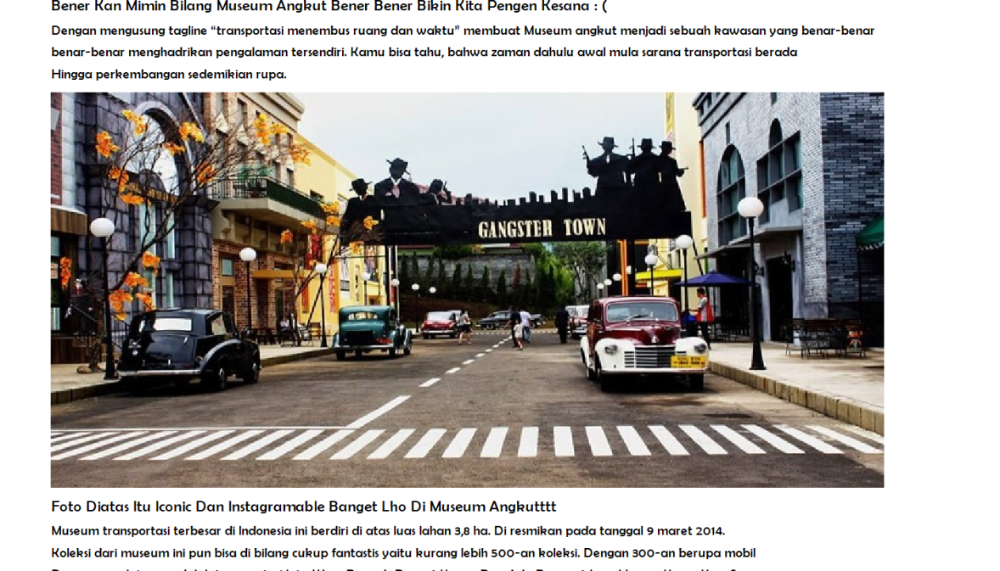 Bener Kan Mimin Bilang Museum Angkut Bener Bener Bikin Kita Pengen Kesana : (
Dengan mengusung tagline “transportasi menembus ruang dan waktu” membuat Museum angkut menjadi sebuah kawasan yang benar-benar
benar-benar menghadrikan pengalaman tersendiri. Kamu bisa tahu, bahwa zaman dahulu awal mula sarana transportasi berada
Hingga perkembangan sedemikian rupa.
GANGSTER TOWN
Foto Diatas Itu Iconic Dan Instagramable Banget Lho Di Museum Angkutttt
Museum transportasi terbesar di Indonesia ini berdiri di atas luas lahan 3,8 ha. Di resmikan pada tanggal 9 maret 2014.
Koleksi dari museum ini pun bisa di bilang cukup fantastis yaitu kurang lebih 500-an koleksi. Dengan 300-an berupa mobil